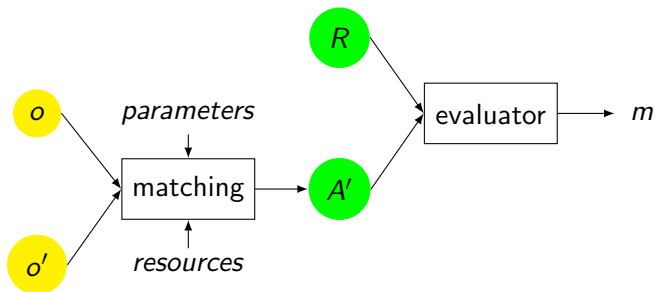 R
o
parameters
evaluator
m
matching
A′
o′
resources